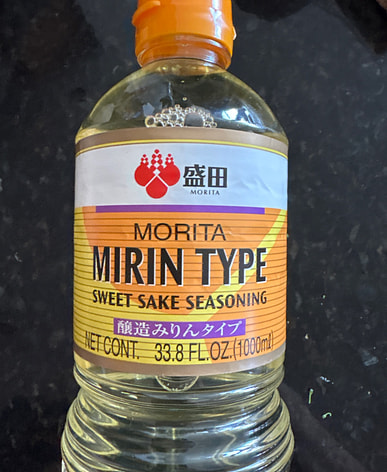 盛田
MORITA
MORITA
MIRIN TYPE
SWEET SAKE SEASONING
醸造みりんタイプ
NET CONT. 33.8 FL.OZ.(1000ml)